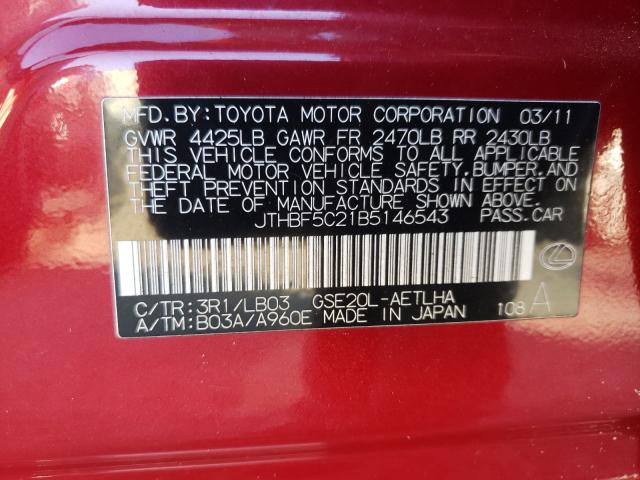 MFD.BY:TOYOTA MOTOR CORPORATION 03/11
GVWR 4425LB GAWR FR 2470LB RR 2430LB
THIS VEHICLE CONFORMS TO ALL APPLICABLE
FEDERAL MOTOR VEHICLE SAFETY,BUMPER,AND
THEFT PREVENTION STANDARDS IN EFFECT ON
THE DATE OF MANUFACTURE SHOWN ABOVE.
JTHBF5C21B5146543 PASS.CAR
C/TR:3R1/LB03 GSE20L-AETLHA
A/TM:B03A/A960E MADE IN JAPAN 108 A